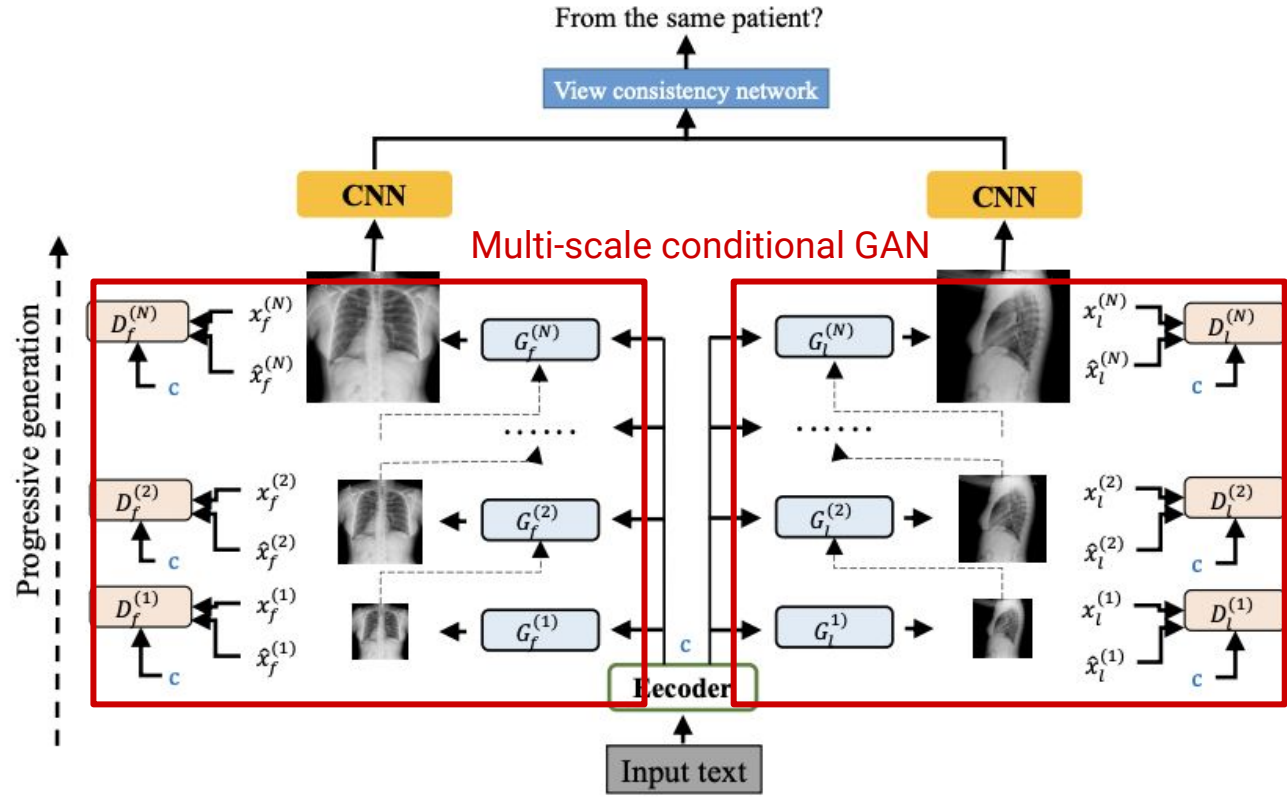 From the same patient?
View consistency network
CNN
CNN
Multi-scale conditional GAN
Progressive generation
D_f^{(N)}
x_f^{(N)}
x̂_f^{(N)}
c
G_f^{(N)}
G_l^{(N)}
x_l^{(N)}
x̂_l^{(N)}
D_l^{(N)}
c
......
......
D_f^{(2)}
x_f^{(2)}
x̂_f^{(2)}
c
G_f^{(2)}
G_l^{(2)}
x_l^{(2)}
x̂_l^{(2)}
D_l^{(2)}
c
D_f^{(1)}
x_f^{(1)}
x̂_f^{(1)}
c
G_f^{(1)}
G_l^{1)}
x_l^{(1)}
x̂_l^{(1)}
D_l^{(1)}
c
c
Eecoder
Input text